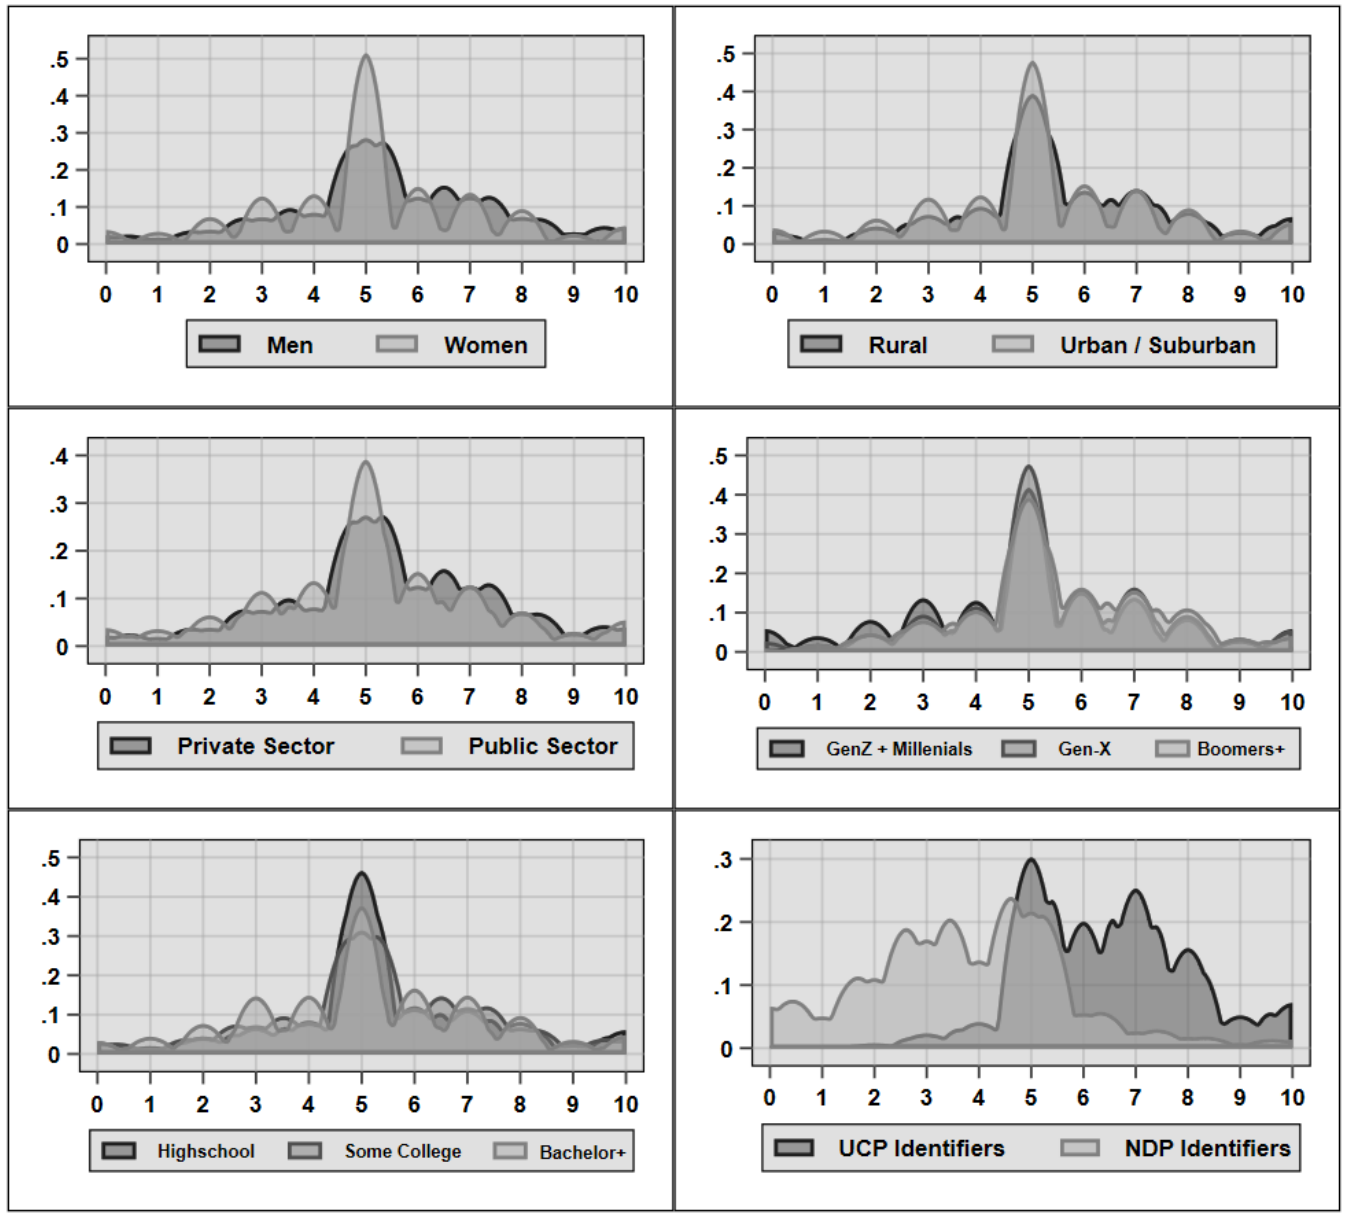 .5
.4
.3
.2
.1
0
0 1 2 3 4 5 6 7 8 9 10
Men Women
.5
.4
.3
.2
.1
0
0 1 2 3 4 5 6 7 8 9 10
Rural Urban / Suburban
.4
.3
.2
.1
0
0 1 2 3 4 5 6 7 8 9 10
Private Sector Public Sector
.5
.4
.3
.2
.1
0
0 1 2 3 4 5 6 7 8 9 10
GenZ + Millenials Gen-X Boomers+
.5
.4
.3
.2
.1
0
0 1 2 3 4 5 6 7 8 9 10
Highschool Some College Bachelor+
.3
.2
.1
0
0 1 2 3 4 5 6 7 8 9 10
UCP Identifiers NDP Identifiers